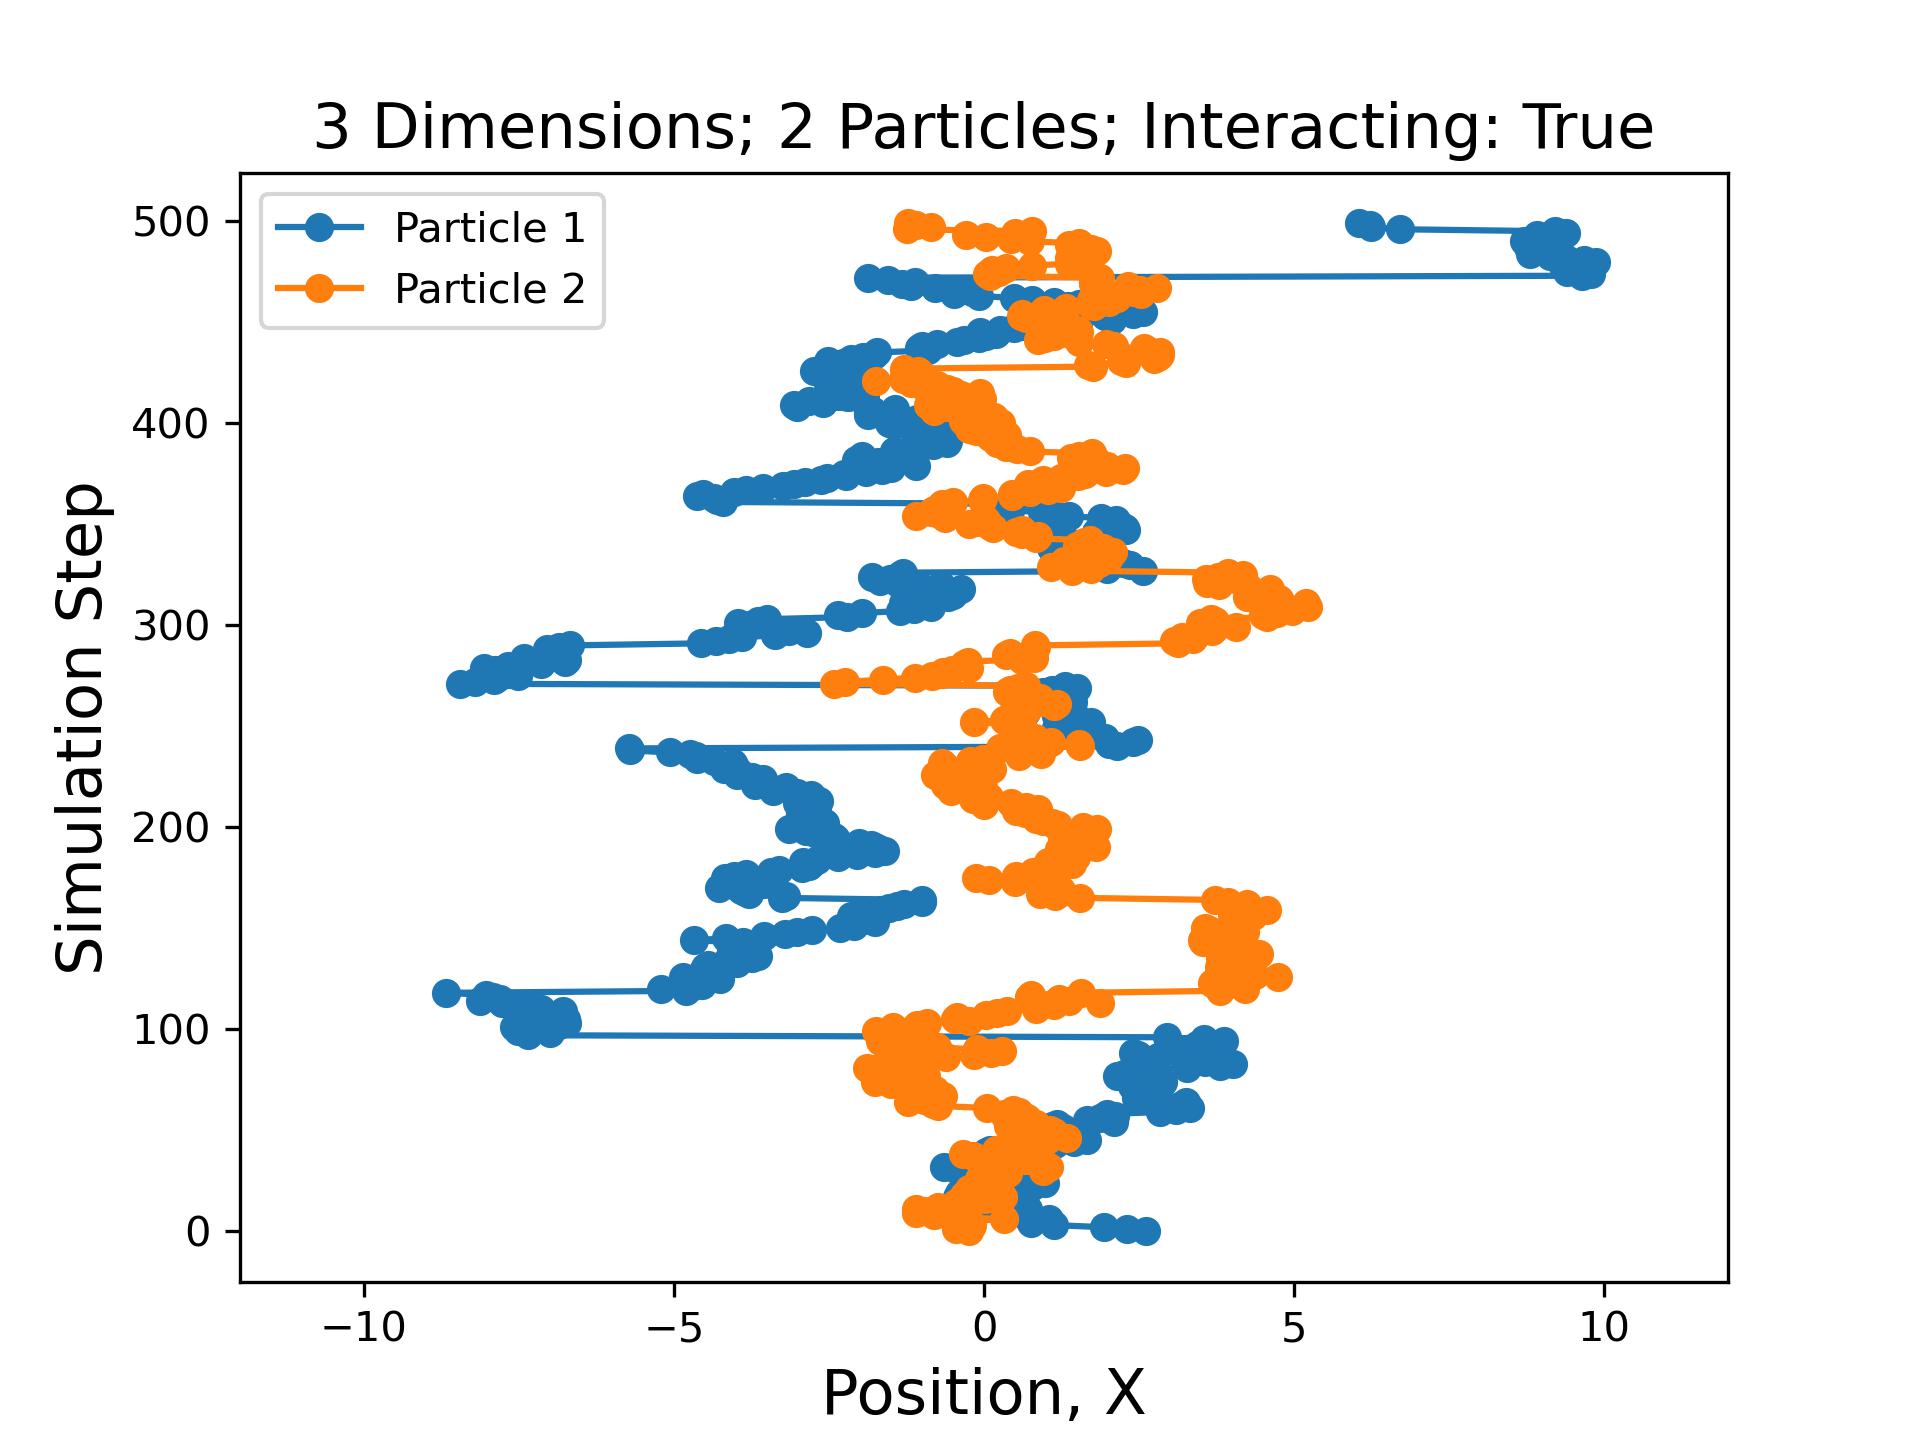 3 Dimensions; 2 Particles; Interacting: True
Particle 1
Particle 2
500
400
300
200
100
0
Simulation Step
−10
−5
0
5
10
Position, X